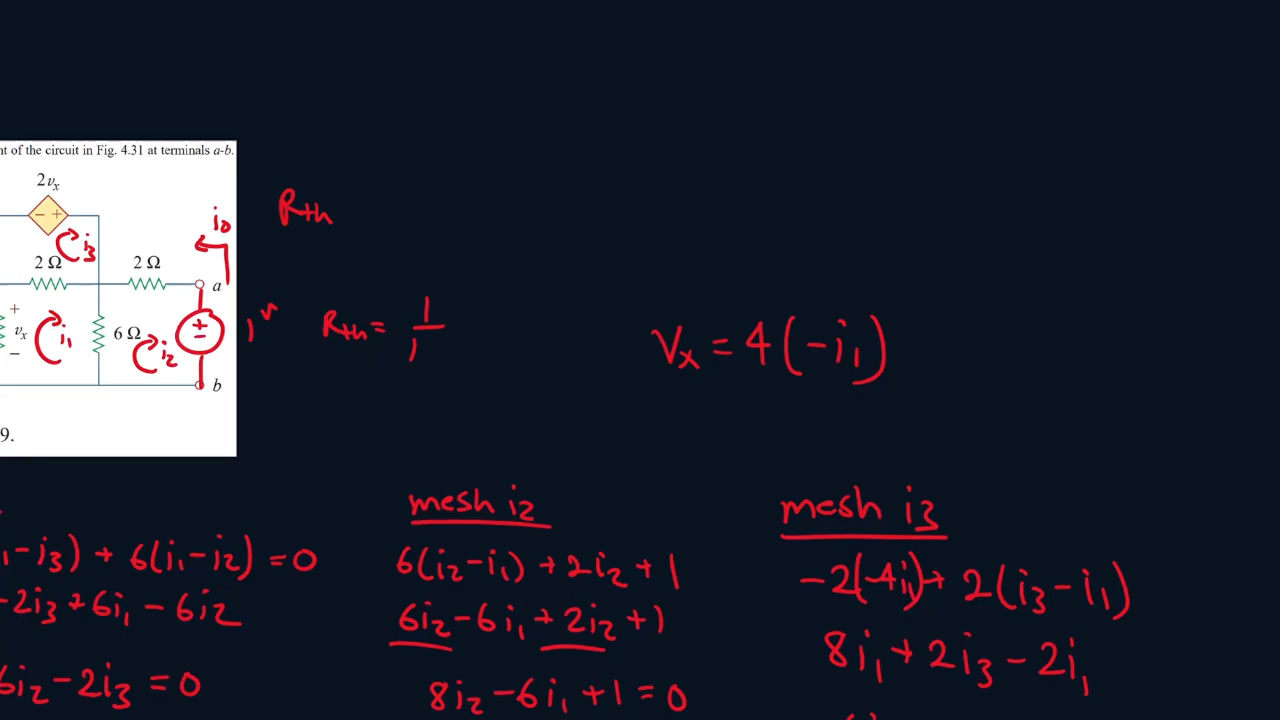 nt of the circuit in Fig. 4.31 at terminals a-b.
2vₓ
− +
i₃
i₀
Rth
2 Ω
2 Ω
a
+
vₓ
−
i₁
6 Ω
i₂
+
−
1ᵛ
Rth = 1/1
Vx = 4(-i₁)
b
9.
mesh i2
mesh i3
1-i3) + 6(i1-i2) = 0
6(i2-i1) + 2i2 + 1
-2(-4i1) + 2(i3-i1)
-2i3 + 6i1 - 6i2
6i2 - 6i1 + 2i2 + 1
8i1 + 2i3 - 2i1
6i2 - 2i3 = 0
8i2 - 6i1 + 1 = 0